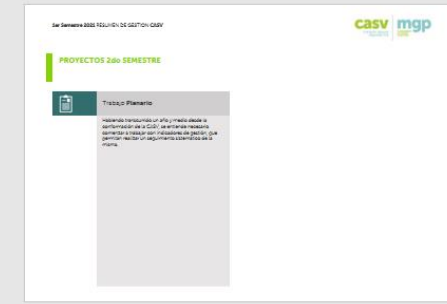 1er Semestre 2021 RESUMEN DE GESTION CASV
casv mgp
PROYECTOS 2do SEMESTRE
Trabajo Plenario
Habiendo transcurrido un año y medio desde la
conformación de la CASV, se entiende necesario
comenzar a trabajar con indicadores de gestión, que
permitan realizar un seguimiento sistemático de la
misma.